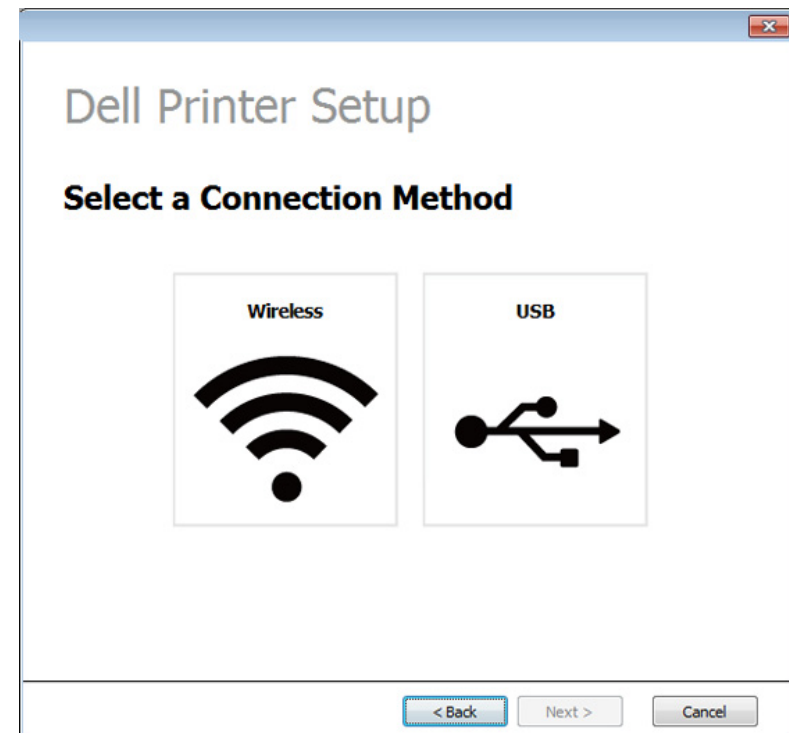 Dell Printer Setup
Select a Connection Method
Wireless USB
< Back Next > Cancel